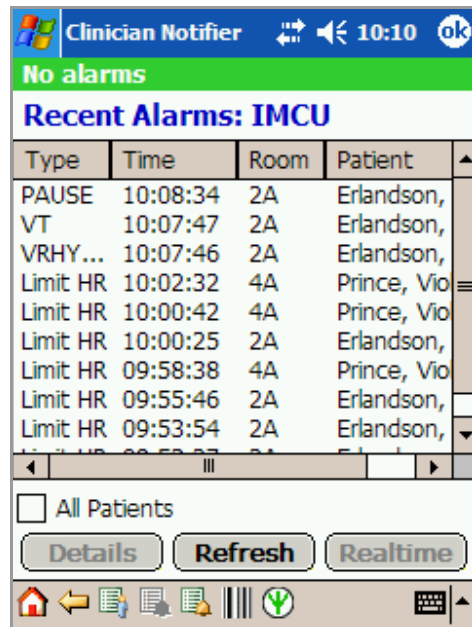 Clinician Notifier 10:10 ok
No alarms
Recent Alarms: IMCU
Type Time Room Patient
PAUSE 10:08:34 2A Erlandson,
VT 10:07:47 2A Erlandson,
VRHY... 10:07:46 2A Erlandson,
Limit HR 10:02:32 4A Prince, Viol
Limit HR 10:00:42 4A Prince, Viol
Limit HR 10:00:25 2A Erlandson,
Limit HR 09:58:38 4A Prince, Viol
Limit HR 09:55:46 2A Erlandson,
Limit HR 09:53:54 2A Erlandson,
All Patients
Details Refresh Realtime